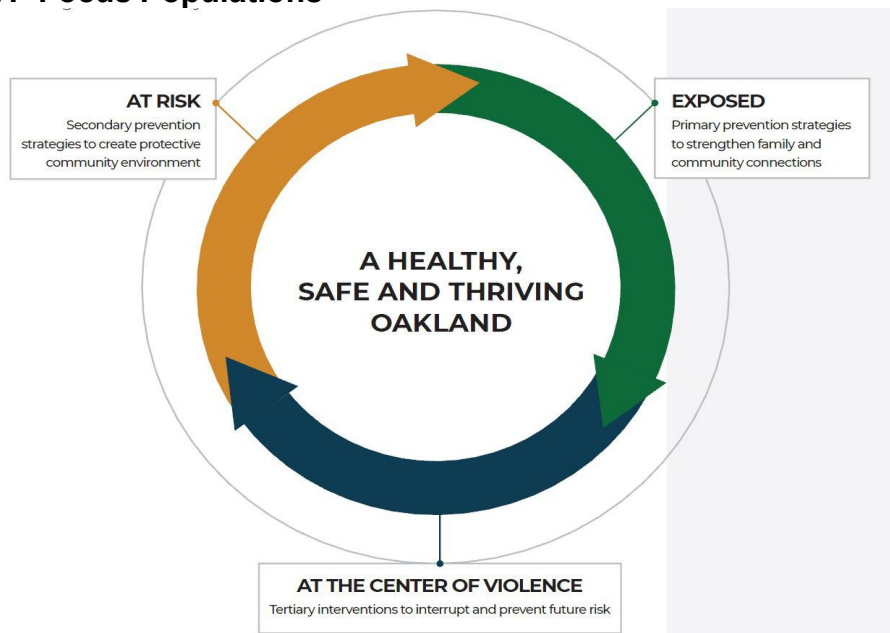 Focus Populations
AT RISK
Secondary prevention
strategies to create protective
community environment
EXPOSED
Primary prevention strategies
to strengthen family and
community connections
A HEALTHY,
SAFE AND THRIVING
OAKLAND
AT THE CENTER OF VIOLENCE
Tertiary interventions to interrupt and prevent future risk